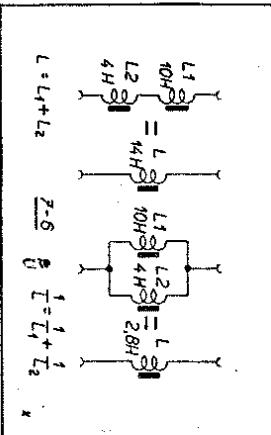 L1
10H
L2
4H
=
L
14H
L1
10H
L2
4H
=
L
2,8H
L = L₁ + L₂
7-6
1/L = 1/L₁ + 1/L₂